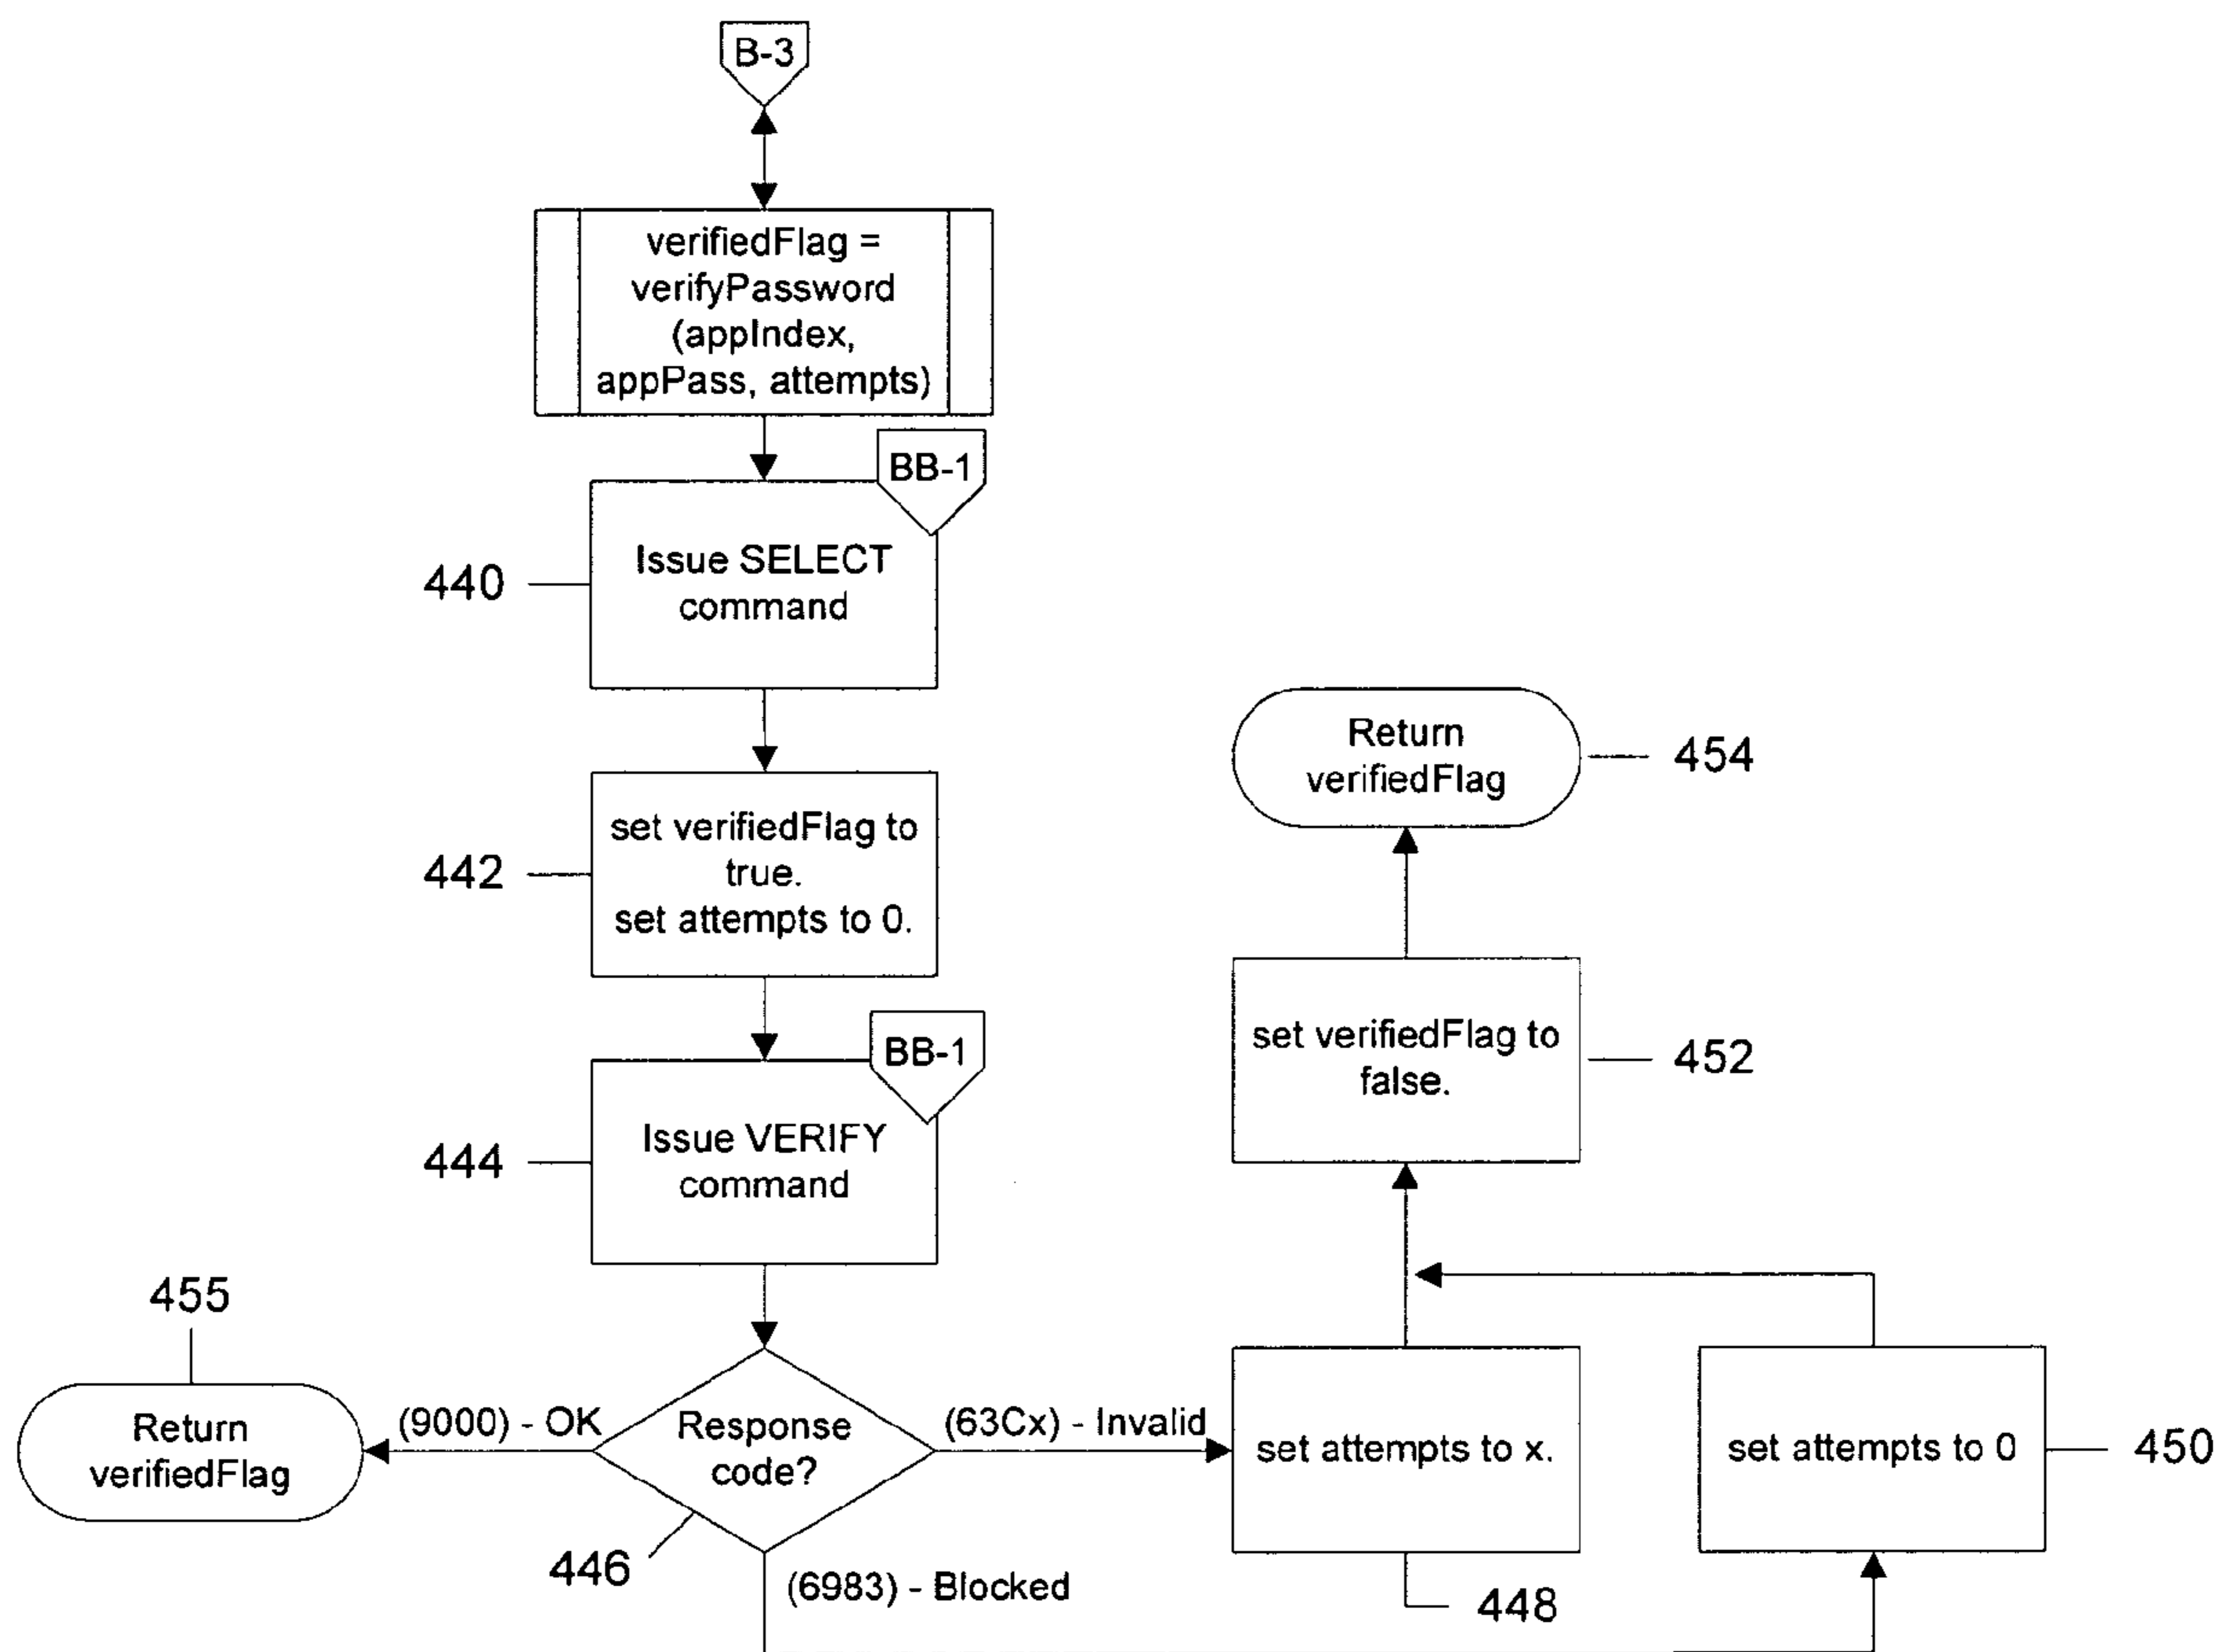 B-3
verifiedFlag =
verifyPassword
(appIndex,
appPass, attempts)
BB-1
Issue SELECT
command
440
set verifiedFlag to
true.
set attempts to 0.
442
BB-1
Issue VERIFY
command
444
Response
code?
446
(9000) - OK
455
Return
verifiedFlag
(63Cx) - Invalid
set attempts to x.
448
(6983) - Blocked
set attempts to 0
450
set verifiedFlag to
false.
452
Return
verifiedFlag
454